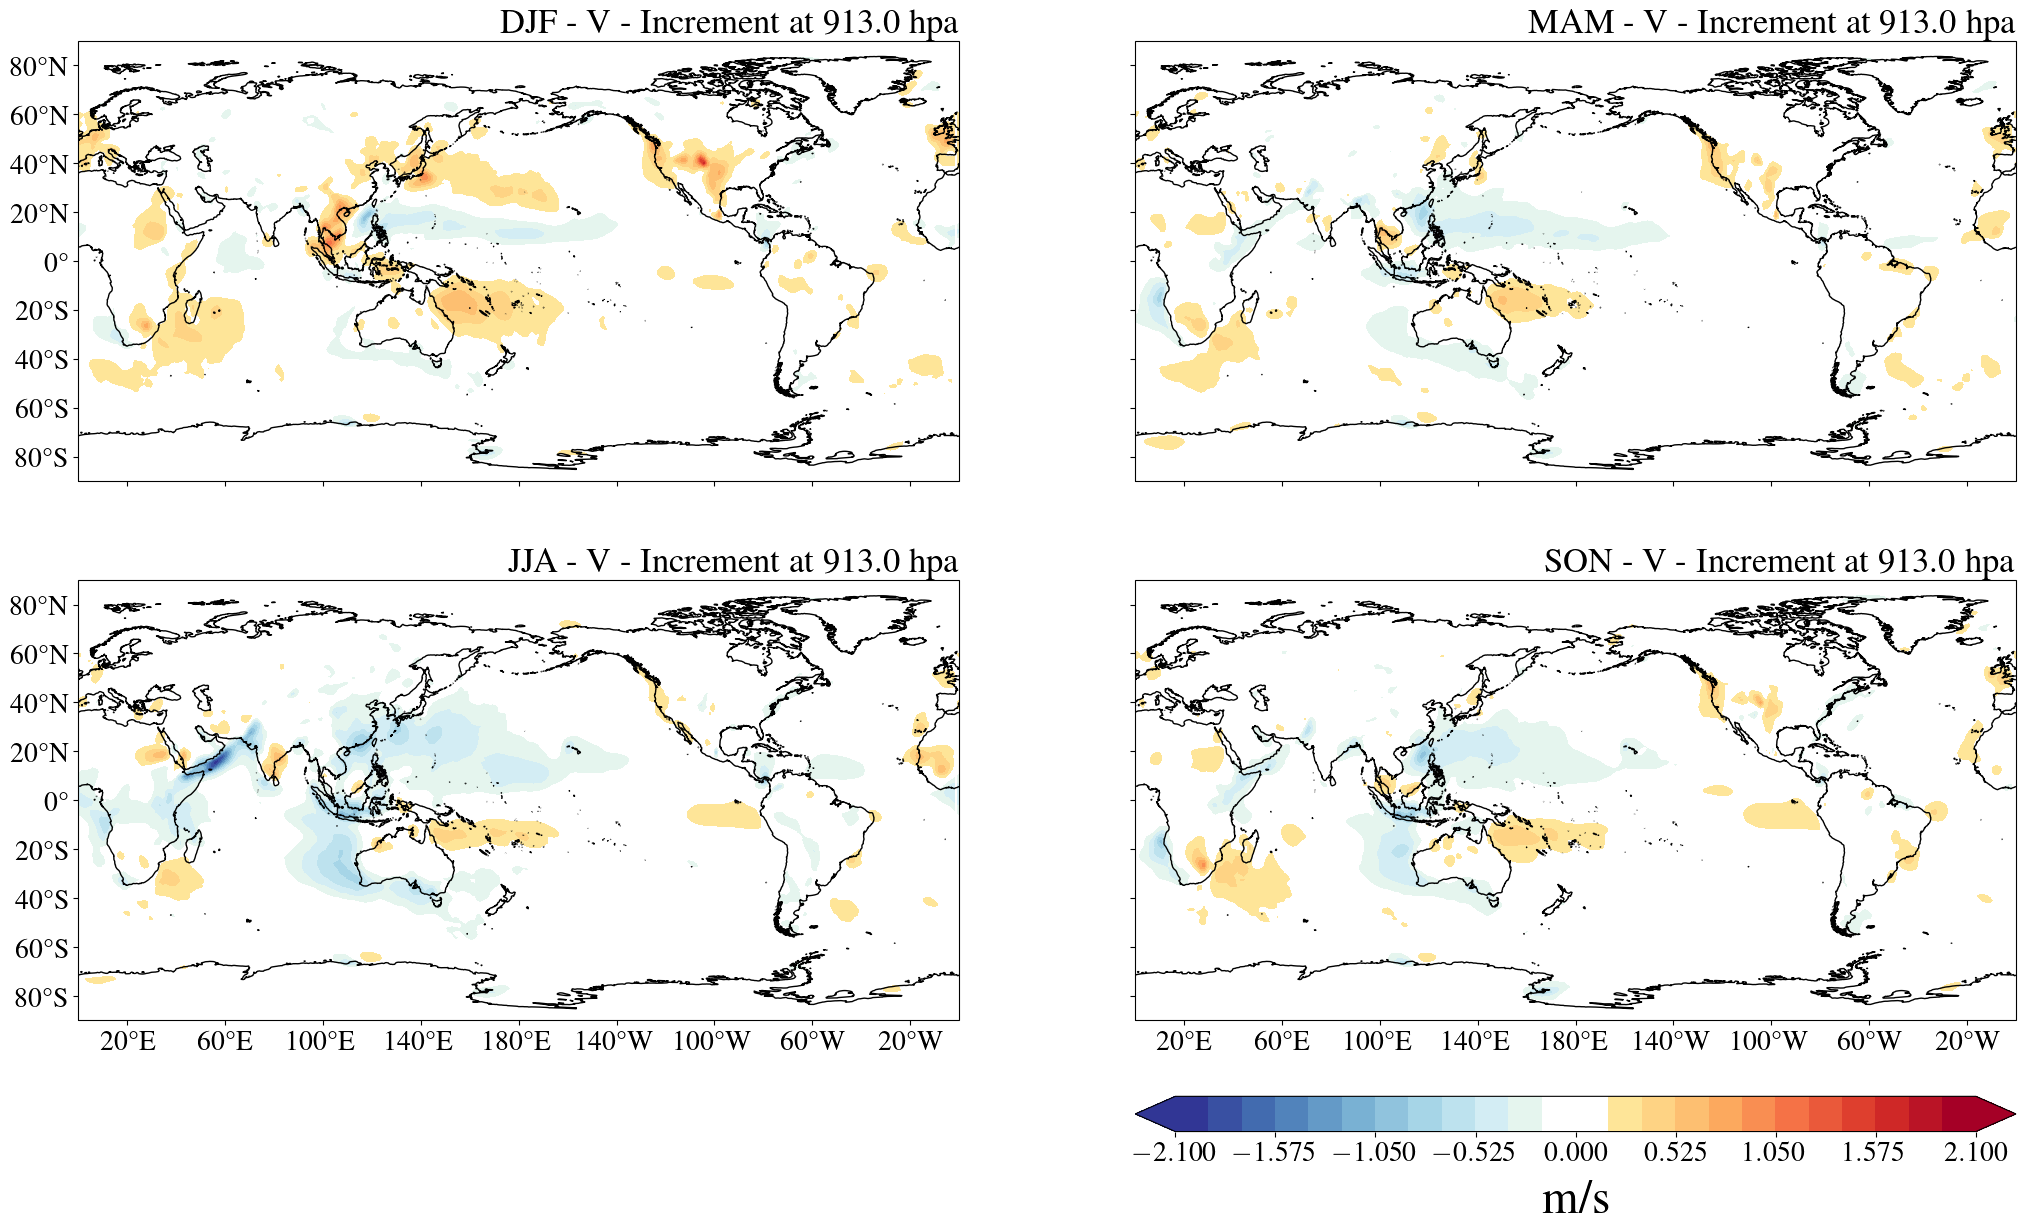 DJF - V - Increment at 913.0 hpa
MAM - V - Increment at 913.0 hpa
80°N
60°N
40°N
20°N
0°
20°S
40°S
60°S
80°S
JJA - V - Increment at 913.0 hpa
SON - V - Increment at 913.0 hpa
80°N
60°N
40°N
20°N
0°
20°S
40°S
60°S
80°S
20°E 60°E 100°E 140°E 180°E 140°W 100°W 60°W 20°W
20°E 60°E 100°E 140°E 180°E 140°W 100°W 60°W 20°W
−2.100 −1.575 −1.050 −0.525 0.000 0.525 1.050 1.575 2.100
m/s